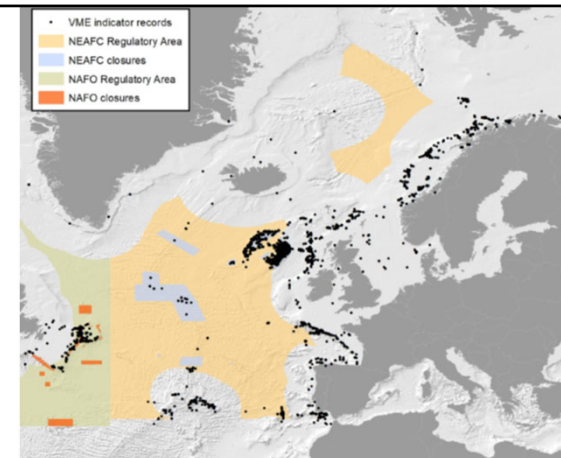 VME indicator records
NEAFC Regulatory Area
NEAFC closures
NAFO Regulatory Area
NAFO closures